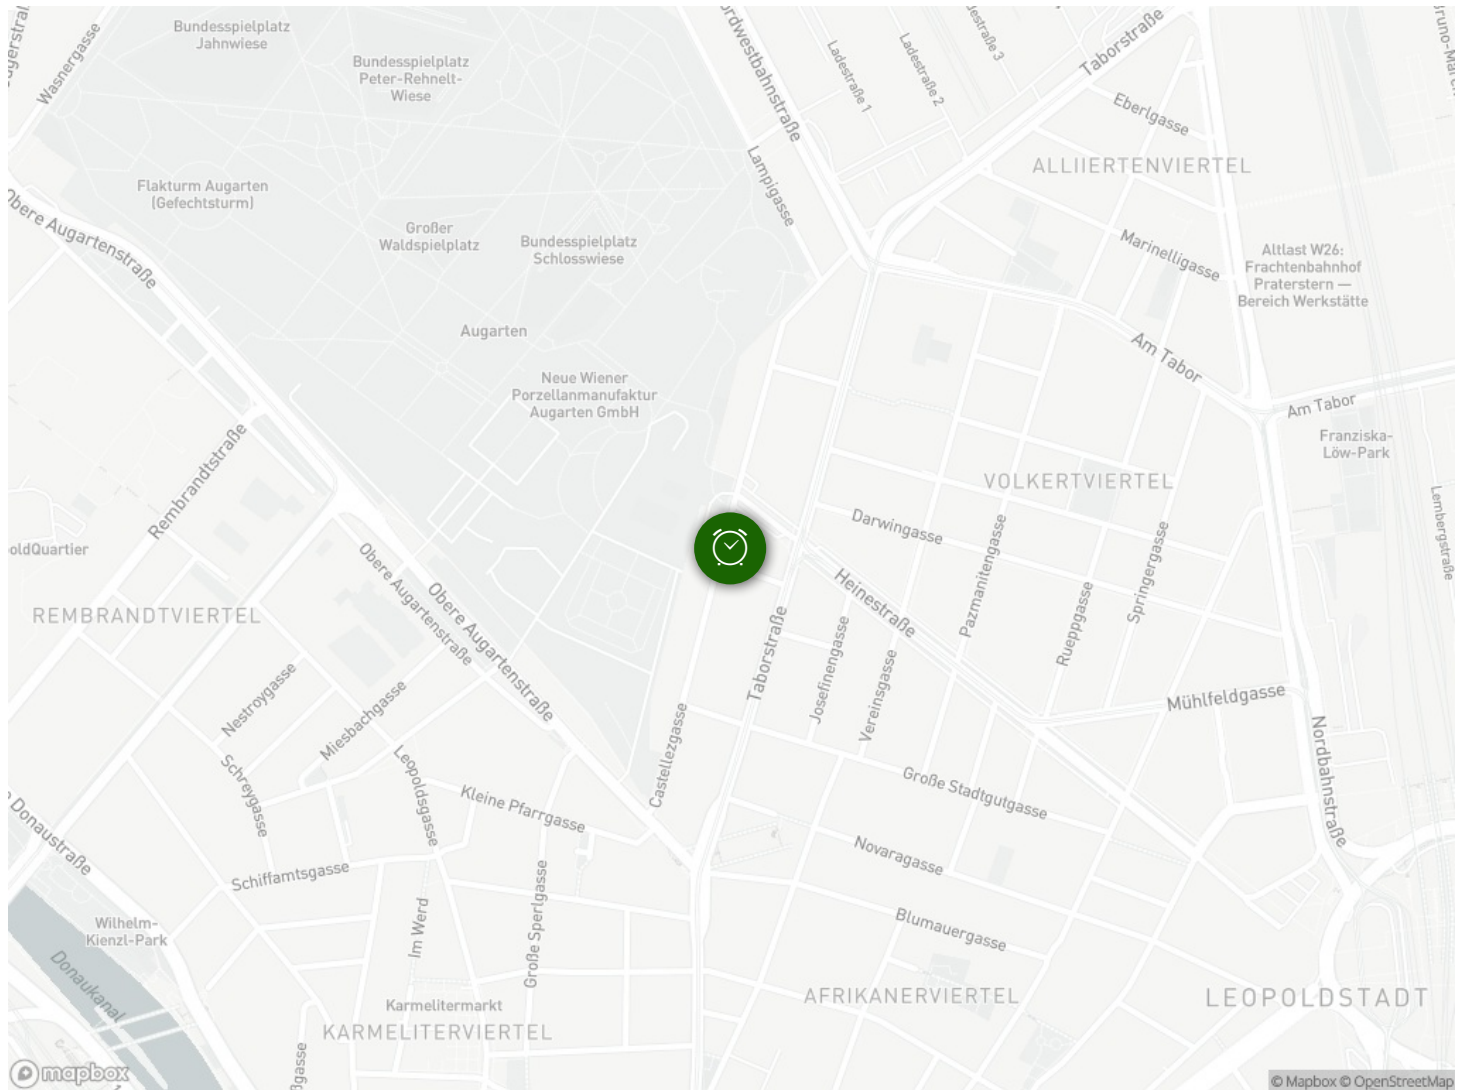 Bundesspielplatz
Jahnwiese
Wasnergasse
Bundesspielplatz
Peter-Rehnelt-
Wiese
Ladestraße 1
Ladestraße 2
Taborstraße
Eberlgasse
ALLIIERTENVIERTEL
Lampigasse
Flakturm Augarten
(Gefechtsturm)
Obere Augartenstraße
Großer
Waldspielplatz
Bundesspielplatz
Schlosswiese
Marinelligasse
Altlast W26:
Frachtenbahnhof
Praterstern —
Bereich Werkstätte
Augarten
Am Tabor
Neue Wiener
Porzellanmanufaktur
Augarten GmbH
Am Tabor
Franziska-
Löw-Park
Rembrandtstraße
VOLKERTVIERTEL
Lembergstraße
Darwingasse
oldQuartier
Obere Augartenstraße
Obere Augartenstraße
Heinestraße
Pazmanitengasse
Rueppgasse
Springergasse
REMBRANDTVIERTEL
Taborstraße
Josefinengasse
Vereinsgasse
Mühlfeldgasse
Nestroygasse
Miesbachgasse
Castellezgasse
Nordbahnstraße
Schreygasse
Leopoldsgasse
Kleine Pfarrgasse
Große Stadtgutgasse
Donaustraße
Schiffamtsgasse
Novaragasse
Große Sperlgasse
Im Werd
Blumauergasse
Wilhelm-
Kienzl-Park
Donaukanal
Karmelitermarkt
KARMELITERVIERTEL
AFRIKANERVIERTEL
LEOPOLDSTADT
mapbox
© Mapbox © OpenStreetMap